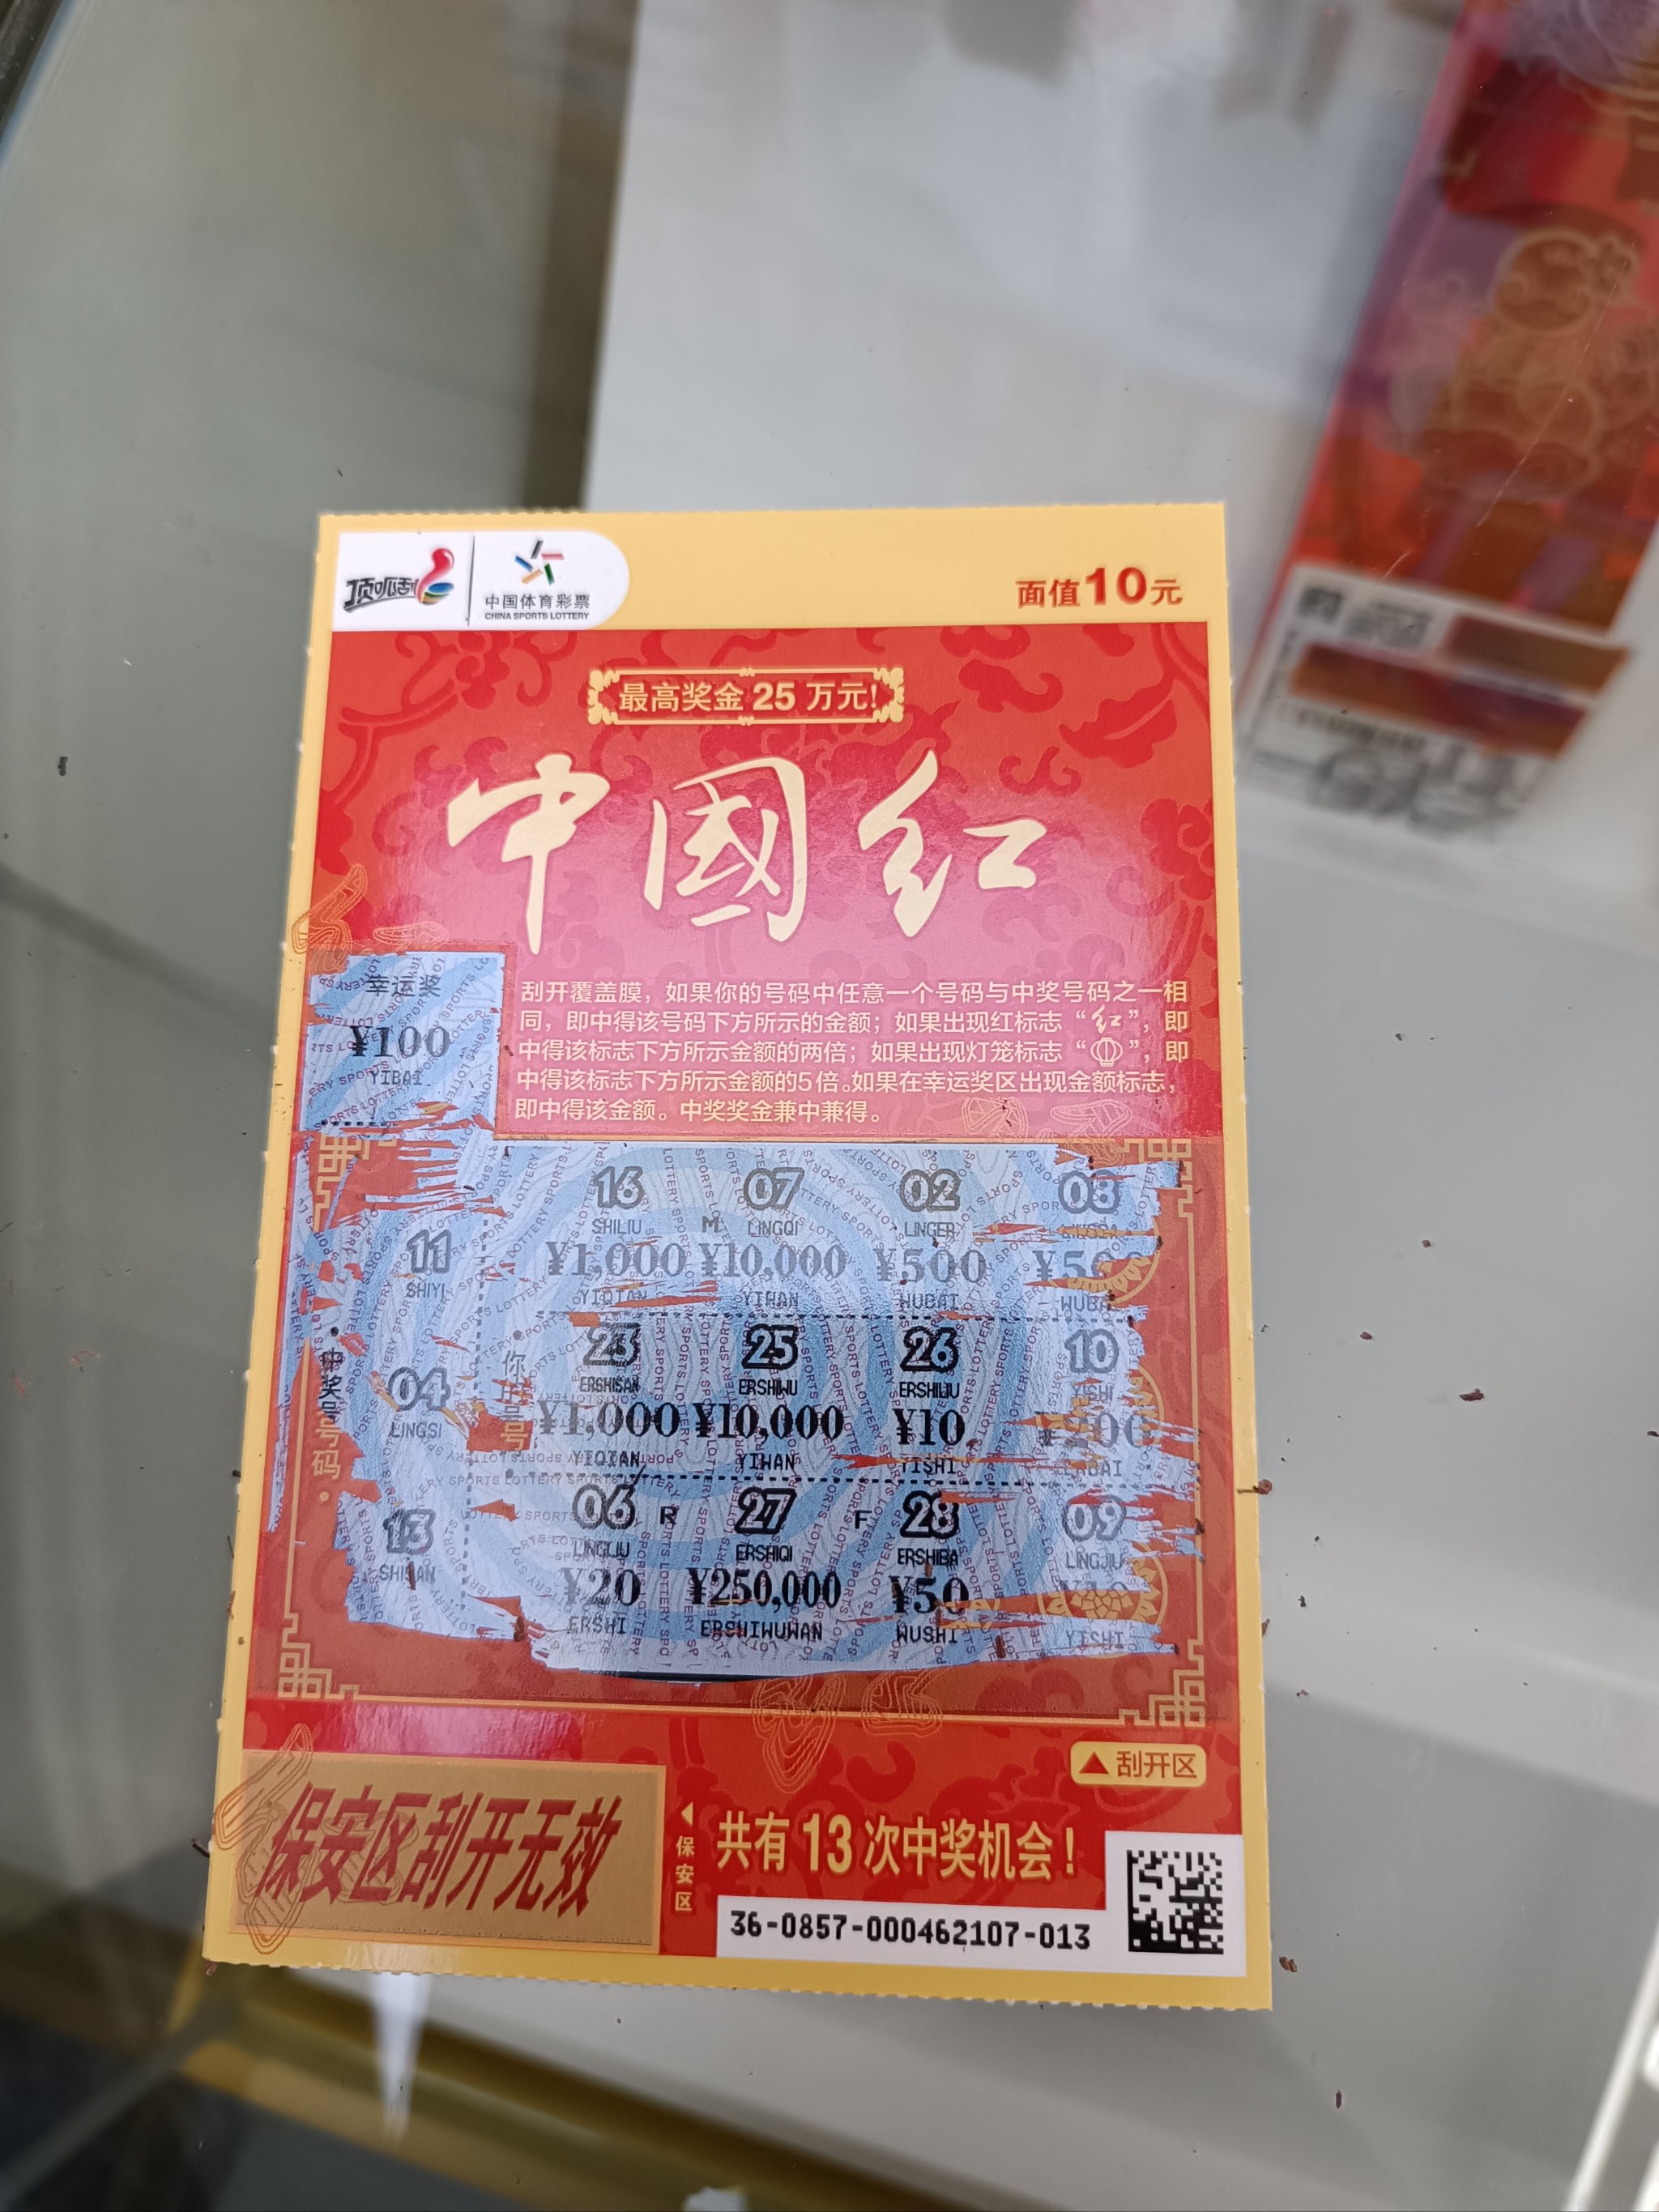 顶呱刮
中国体育彩票
CHINA SPORTS LOTTERY
面值10元
最高奖金 25 万元!
中國红
幸运奖
¥100
YIBAI
刮开覆盖膜，如果你的号码中任意一个号码与中奖号码之一相
同，即中得该号码下方所示的金额；如果出现红标志“红”，即
中得该标志下方所示金额的两倍；如果出现灯笼标志“”，即
中得该标志下方所示金额的5倍。如果在幸运奖区出现金额标志，
即中得该金额。中奖奖金兼中兼得。
中奖号码
11
SHIYI
04
LINGSI
13
SHISAN
你 号
16 07 02 08
SHILIU M LINGQI LINGER
¥1,000 ¥10,000 ¥500
YIQIAN YIWAN WUBAI WUBA
23 25 26 10
ERSHISAN ERSHIWU ERSHILIU YISHI
¥1,000 ¥10,000 ¥10
YIQIAN YIWAN YISHI
06 R 27 F 28 09
LINGLIU ERSHIQI ERSHIBA LINGJIU
¥20 ¥250,000 ¥50 ¥10
ERSHI ERSHIWUWAN WUSHI YISHI
刮开区
保安区刮开无效
保安区
共有 13 次中奖机会！
36-0857-000462107-013